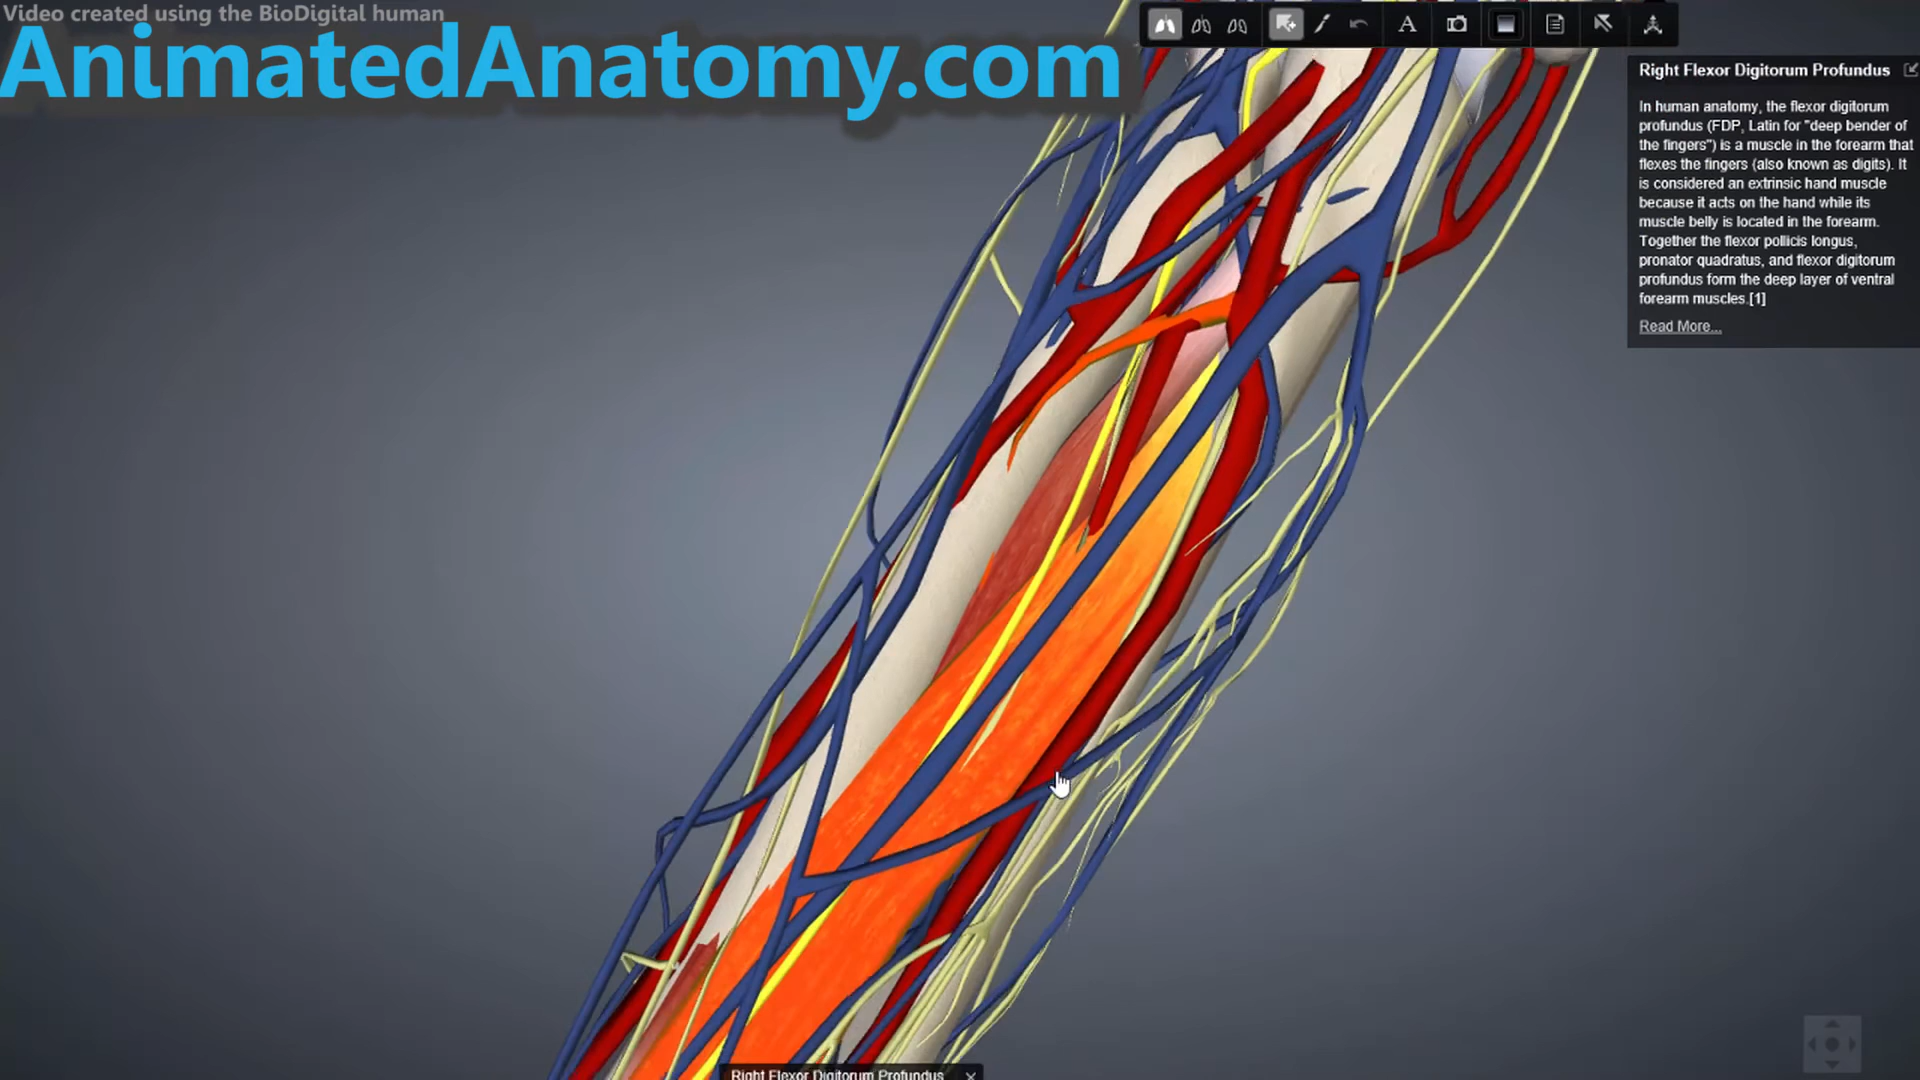 Video created using the BioDigital human
AnimatedAnatomy.com
A
Right Flexor Digitorum Profundus
In human anatomy, the flexor digitorum
profundus (FDP, Latin for "deep bender of
the fingers") is a muscle in the forearm that
flexes the fingers (also known as digits). It
is considered an extrinsic hand muscle
because it acts on the hand while its
muscle belly is located in the forearm.
Together the flexor pollicis longus,
pronator quadratus, and flexor digitorum
profundus form the deep layer of ventral
forearm muscles.[1]
Read More...
Right Flexor Digitorum Profundus